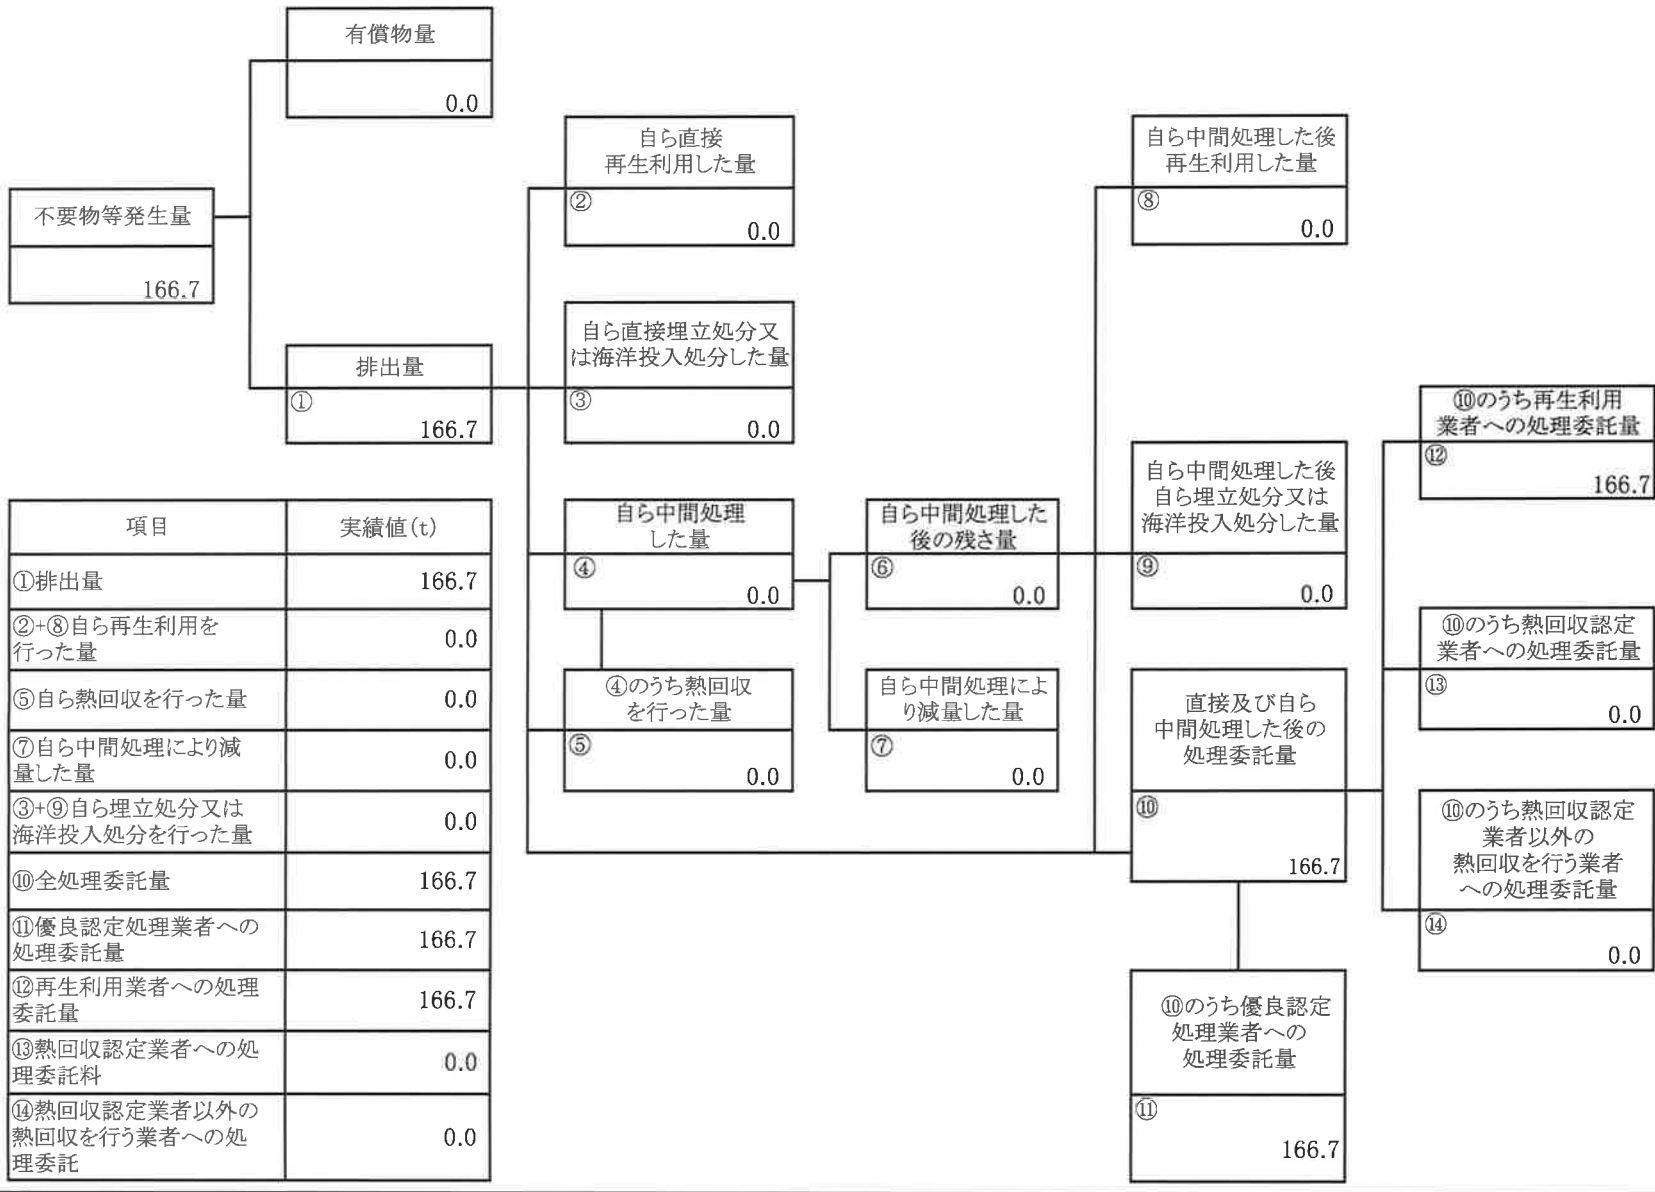 有償物量
0.0
不要物等発生量
166.7
排出量
①
166.7
自ら直接
再生利用した量
②
0.0
自ら直接埋立処分又
は海洋投入処分した量
③
0.0
自ら中間処理
した量
④
0.0
④のうち熱回収
を行った量
⑤
0.0
自ら中間処理した
後の残さ量
⑥
0.0
自ら中間処理によ
り減量した量
⑦
0.0
自ら中間処理した後
再生利用した量
⑧
0.0
自ら中間処理した後
自ら埋立処分又は
海洋投入処分した量
⑨
0.0
直接及び自ら
中間処理した後の
処理委託量
⑩
166.7
⑩のうち優良認定
処理業者への
処理委託量
⑪
166.7
⑩のうち再生利用
業者への処理委託量
⑫
166.7
⑩のうち熱回収認定
業者への処理委託量
⑬
0.0
⑩のうち熱回収認定
業者以外の
熱回収を行う業者
への処理委託量
⑭
0.0
項目 実績値(t)
①排出量 166.7
②+⑧自ら再生利用を
行った量 0.0
⑤自ら熱回収を行った量 0.0
⑦自ら中間処理により減
量した量 0.0
③+⑨自ら埋立処分又は
海洋投入処分を行った量 0.0
⑩全処理委託量 166.7
⑪優良認定処理業者への
処理委託量 166.7
⑫再生利用業者への処理
委託量 166.7
⑬熱回収認定業者への処
理委託料 0.0
⑭熱回収認定業者以外の
熱回収を行う業者への処
理委託 0.0